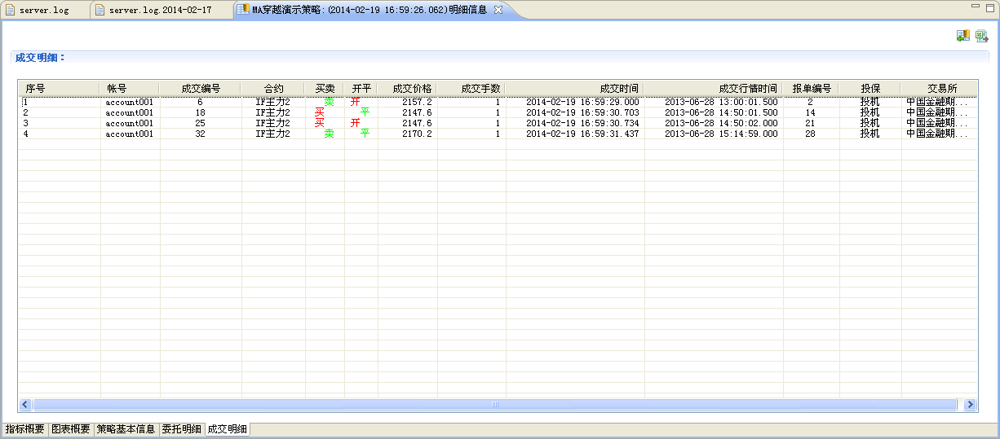 server.log server.log.2014-02-17 MA穿越演示策略:(2014-02-19 16:59:26.062)明细信息
成交明细：
序号 帐号 成交编号 合约 买卖 开平 成交价格 成交手数 成交时间 成交行情时间 报单编号 投保 交易所
1 account001 6 IF主力2 卖 开 2157.2 1 2014-02-19 16:59:29.000 2013-06-28 13:00:01.500 2 投机 中国金融期...
2 account001 18 IF主力2 买 平 2147.6 1 2014-02-19 16:59:30.703 2013-06-28 14:50:01.500 14 投机 中国金融期...
3 account001 25 IF主力2 买 开 2147.6 1 2014-02-19 16:59:30.734 2013-06-28 14:50:02.000 21 投机 中国金融期...
4 account001 32 IF主力2 卖 平 2170.2 1 2014-02-19 16:59:31.437 2013-06-28 15:14:59.000 28 投机 中国金融期...
指标概要 图表概要 策略基本信息 委托明细 成交明细